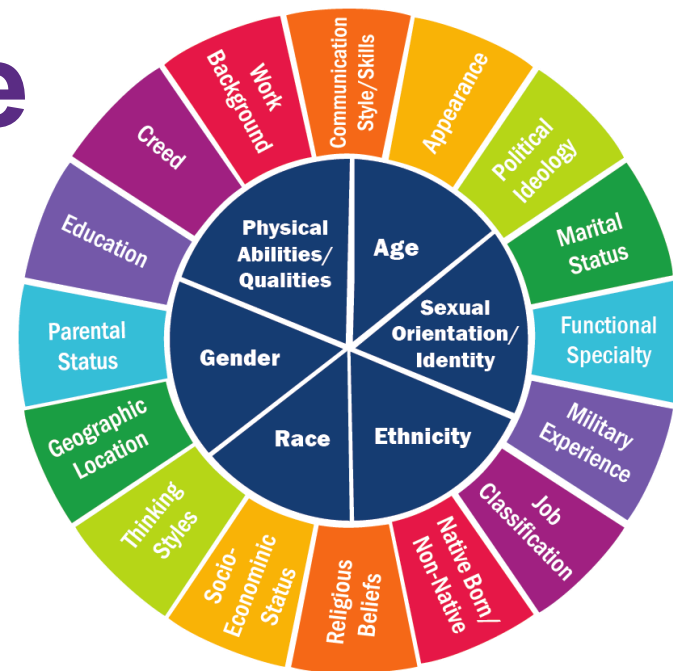 e
Communication
Style/Skills
Appearance
Political
Ideology
Marital
Status
Functional
Specialty
Military
Experience
Job
Classification
Native Born/
Non-Native
Religious
Beliefs
Socio-
Econominic
Status
Thinking
Styles
Geographic
Location
Parental
Status
Education
Creed
Work
Background
Physical
Abilities/
Qualities
Age
Sexual
Orientation/
Identity
Ethnicity
Race
Gender